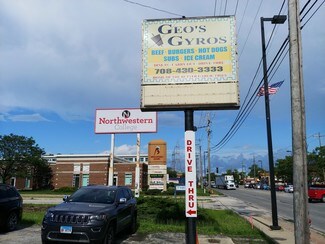 GEO'S
GYROS
BEEF · BURGERS · HOT DOGS
SUBS · ICE CREAM
708-430-3333
Northwestern
College
DRIVE THRU